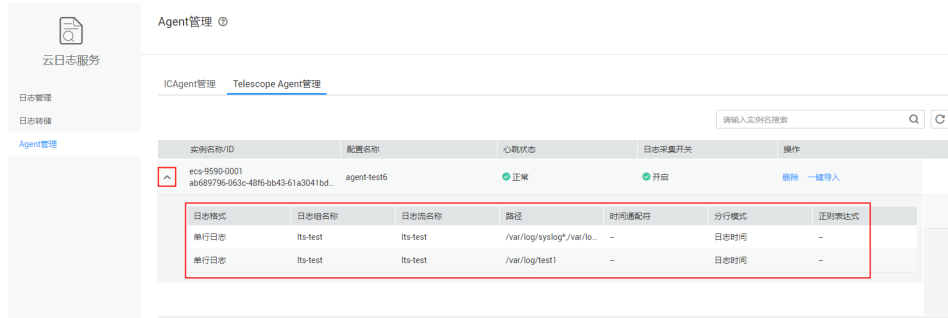 Agent管理
云日志服务
日志管理
日志转储
Agent管理
ICAgent管理 Telescope Agent管理
请输入实例名搜索
实例名称/ID 配置名称 心跳状态 日志采集开关 操作
ecs-9590-0001
ab689796-063c-48f6-bb43-61a3041bd... agent-test6 正常 开启 删除 一键导入
日志格式 日志组名称 日志流名称 路径 时间通配符 分行模式 正则表达式
单行日志 lts-test lts-test /var/log/syslog*,/var/lo... – 日志时间 –
单行日志 lts-test lts-test /var/log/test1 – 日志时间 –